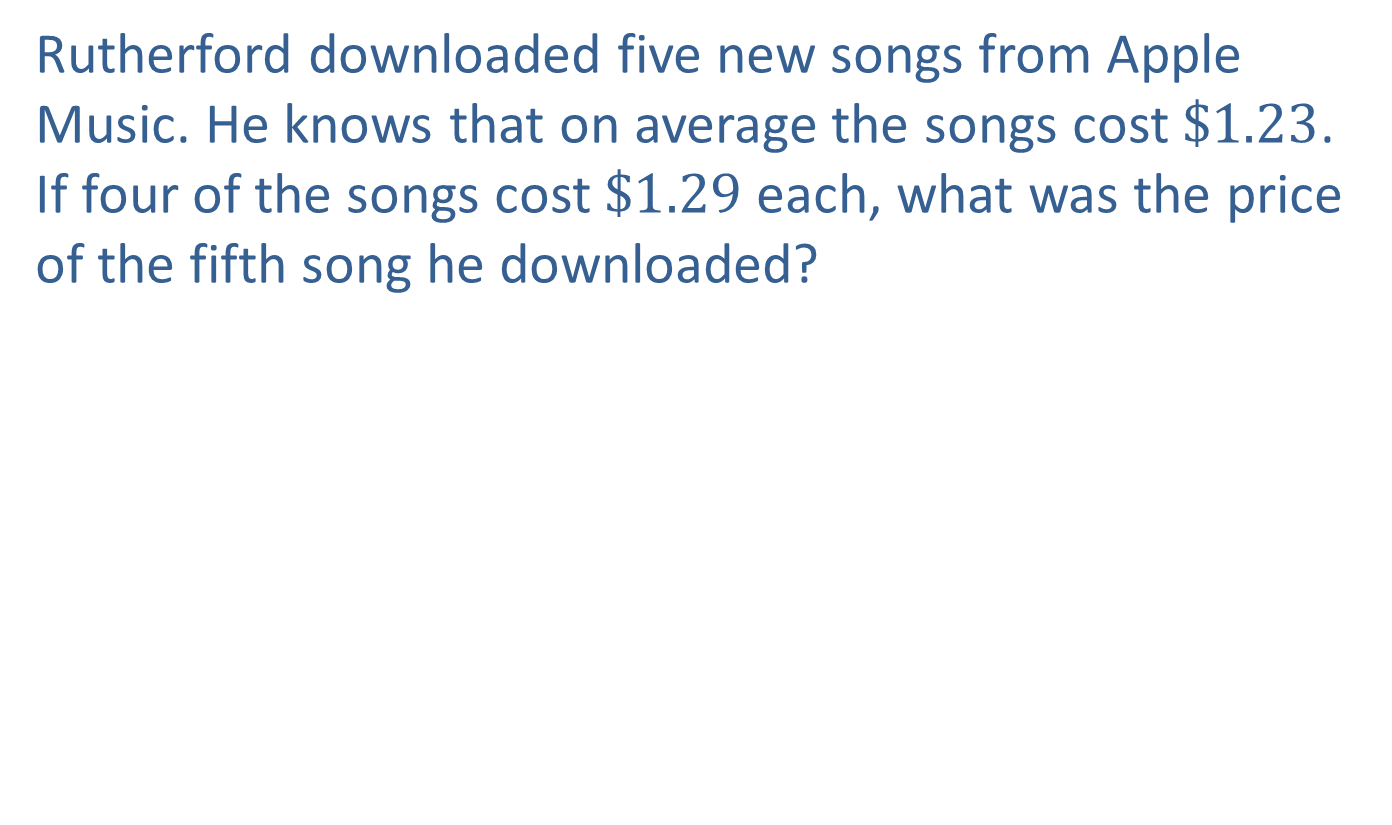 Rutherford downloaded five new songs from Apple
Music. He knows that on average the songs cost $1.23.
If four of the songs cost $1.29 each, what was the price
of the fifth song he downloaded?